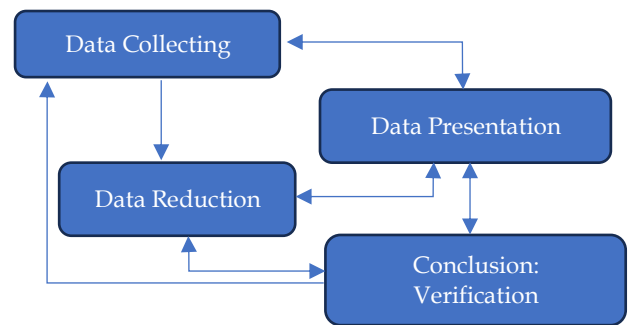 Data Collecting
Data Presentation
Data Reduction
Conclusion:
Verification